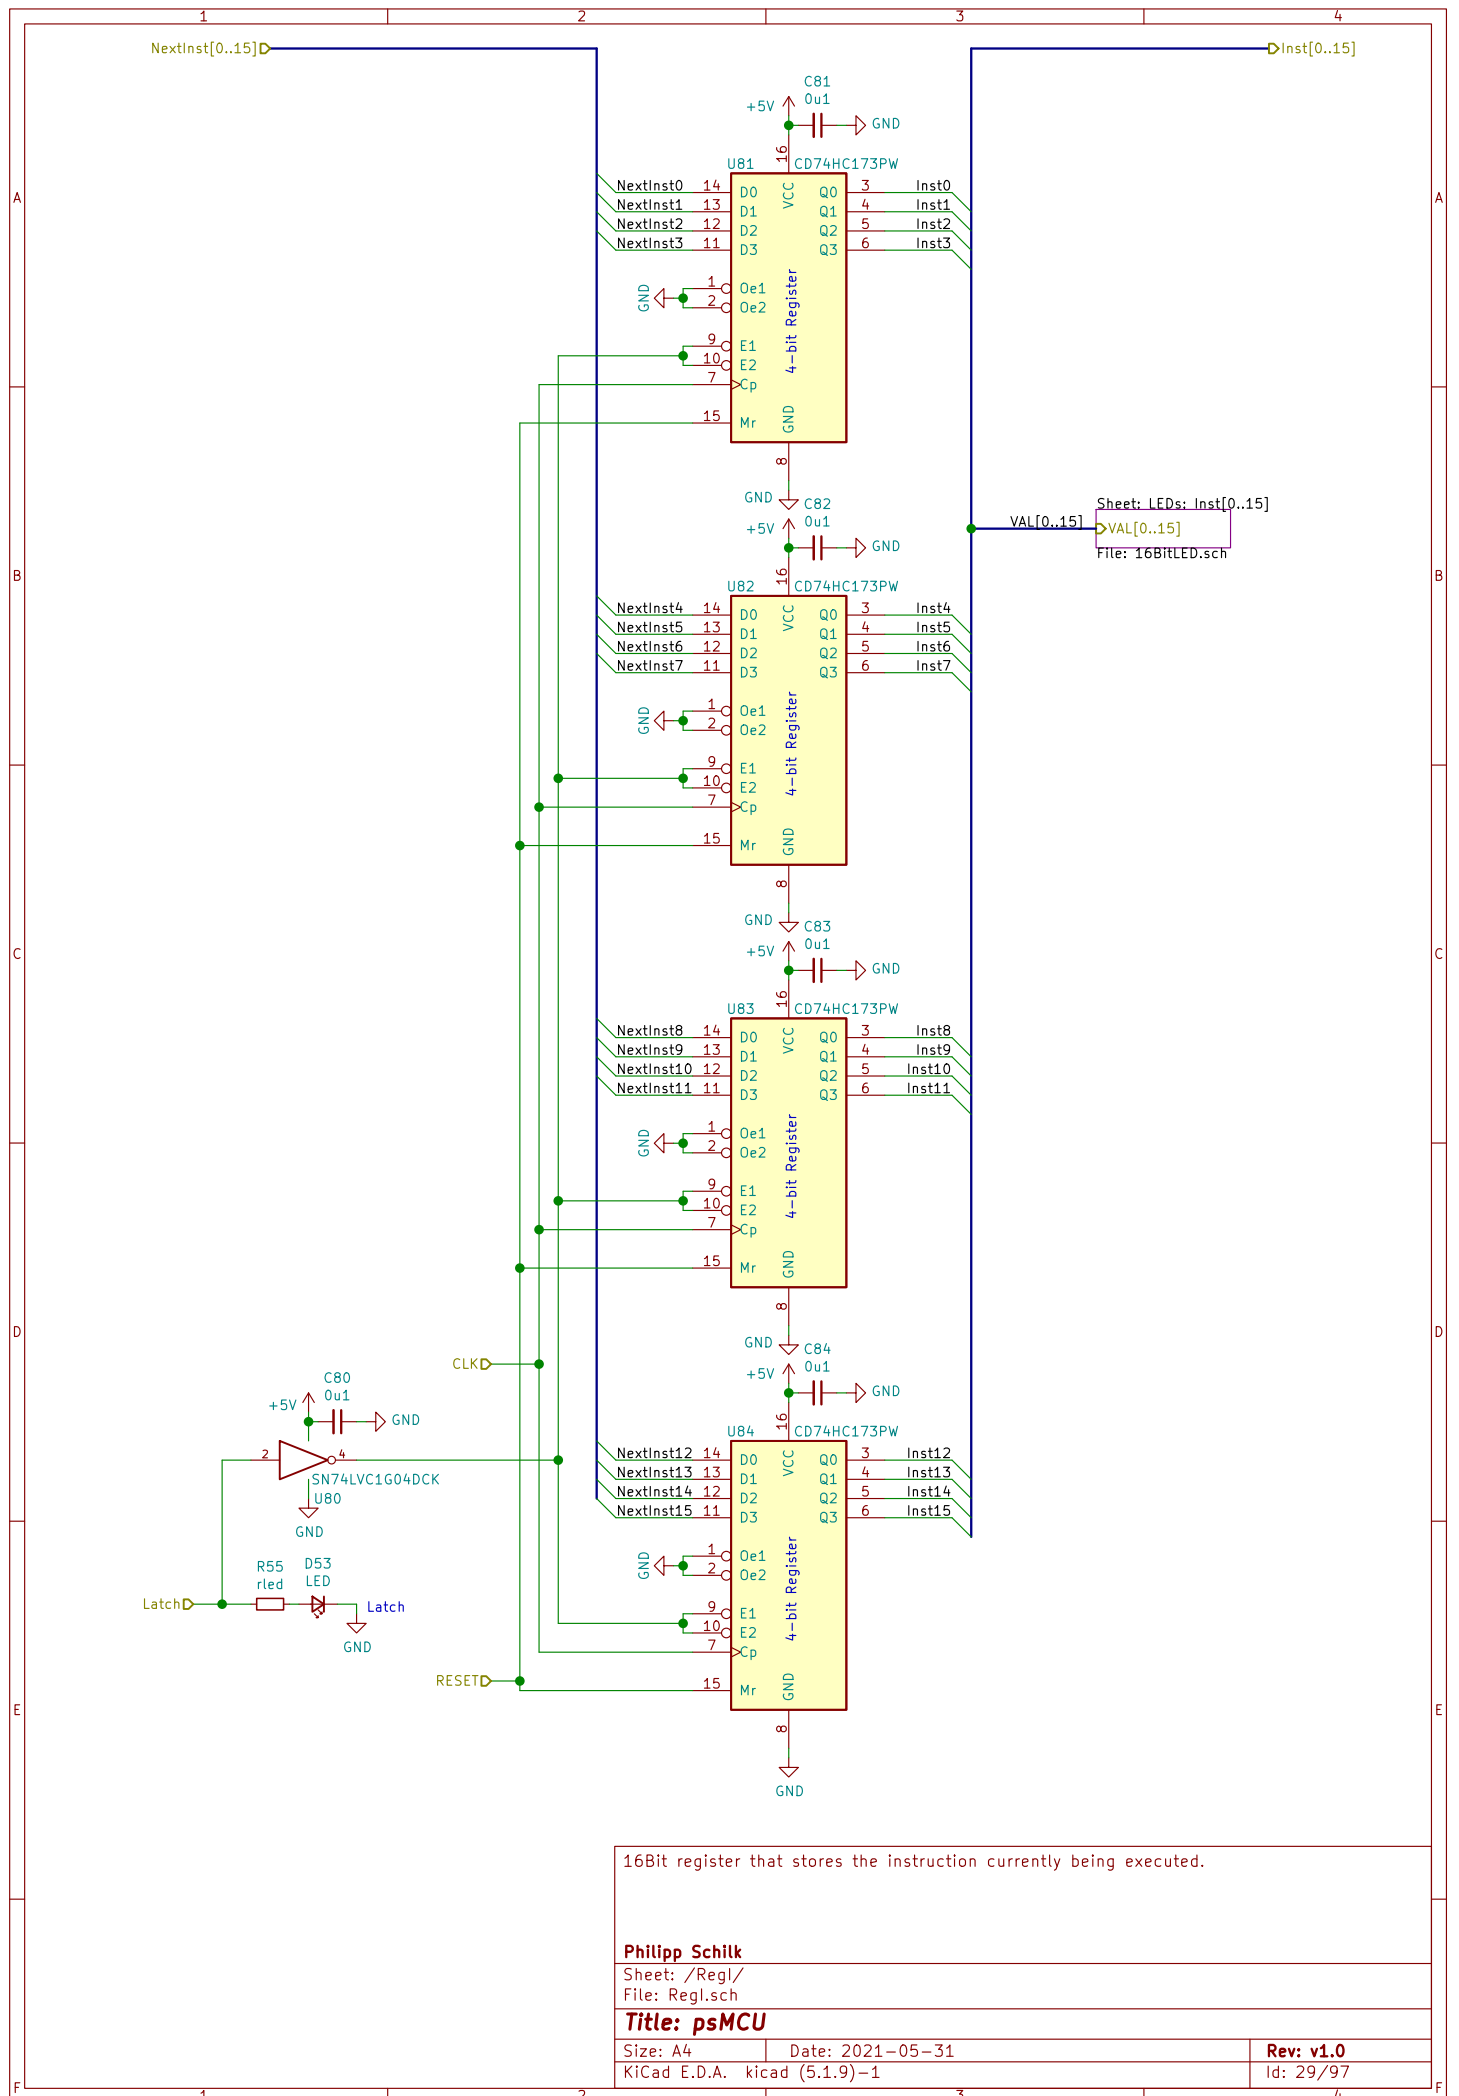 1 2 3 4
NextInst[0..15]
Inst[0..15]
C81
0u1
+5V
GND
U81 CD74HC173PW
16
VCC
NextInst0 14 D0 Q0 3 Inst0
NextInst1 13 D1 Q1 4 Inst1
NextInst2 12 D2 Q2 5 Inst2
NextInst3 11 D3 Q3 6 Inst3
A A
GND
1 Oe1
2 Oe2
4-bit Register
9 E1
10 E2
7 Cp
15 Mr
GND
8
GND
C82
0u1
+5V
GND
Sheet: LEDs: Inst[0..15]
VAL[0..15] VAL[0..15]
File: 16BitLED.sch
B B
U82 CD74HC173PW
16
VCC
NextInst4 14 D0 Q0 3 Inst4
NextInst5 13 D1 Q1 4 Inst5
NextInst6 12 D2 Q2 5 Inst6
NextInst7 11 D3 Q3 6 Inst7
GND
1 Oe1
2 Oe2
4-bit Register
9 E1
10 E2
7 Cp
15 Mr
GND
8
GND
C83
0u1
+5V
GND
C C
U83 CD74HC173PW
16
VCC
NextInst8 14 D0 Q0 3 Inst8
NextInst9 13 D1 Q1 4 Inst9
NextInst10 12 D2 Q2 5 Inst10
NextInst11 11 D3 Q3 6 Inst11
GND
1 Oe1
2 Oe2
4-bit Register
9 E1
10 E2
7 Cp
15 Mr
GND
8
GND
D D
CLK
C84
0u1
+5V
GND
C80
0u1
+5V
GND
2 4
SN74LVC1G04DCK
U80
GND
U84 CD74HC173PW
16
VCC
NextInst12 14 D0 Q0 3 Inst12
NextInst13 13 D1 Q1 4 Inst13
NextInst14 12 D2 Q2 5 Inst14
NextInst15 11 D3 Q3 6 Inst15
GND
1 Oe1
2 Oe2
4-bit Register
9 E1
10 E2
7 Cp
15 Mr
GND
8
GND
R55
rled
D53
LED
Latch
Latch
GND
RESET
E E
16Bit register that stores the instruction currently being executed.
Philipp Schilk
Sheet: /RegI/
File: RegI.sch
Title: psMCU
Size: A4 Date: 2021-05-31 Rev: v1.0
KiCad E.D.A. kicad (5.1.9)-1 Id: 29/97
F F
1 2 3 4